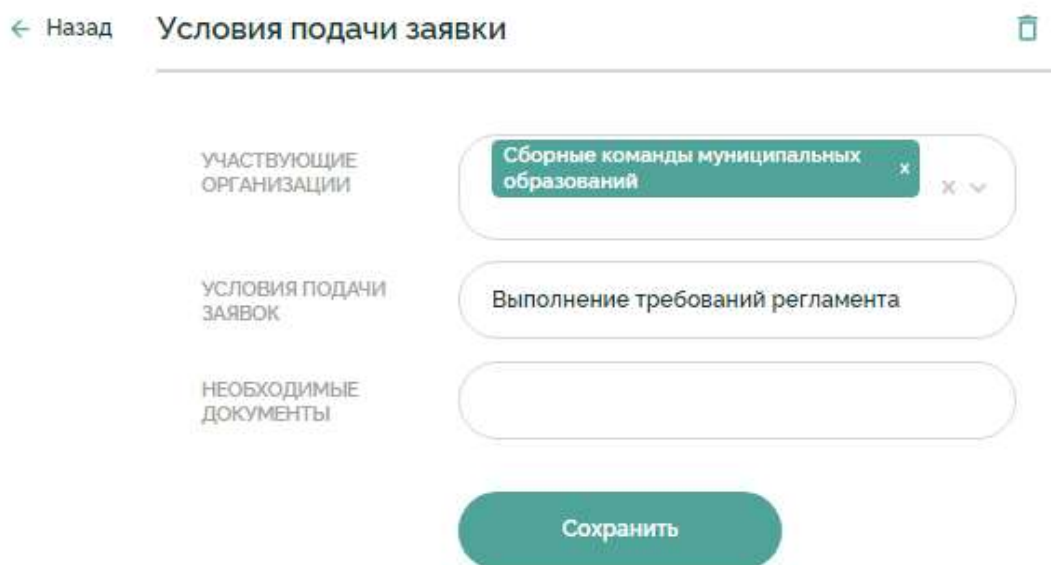 ← Назад Условия подачи заявки
УЧАСТВУЮЩИЕ
ОРГАНИЗАЦИИ
Сборные команды муниципальных
образований x
УСЛОВИЯ ПОДАЧИ
ЗАЯВОК
Выполнение требований регламента
НЕОБХОДИМЫЕ
ДОКУМЕНТЫ
Сохранить